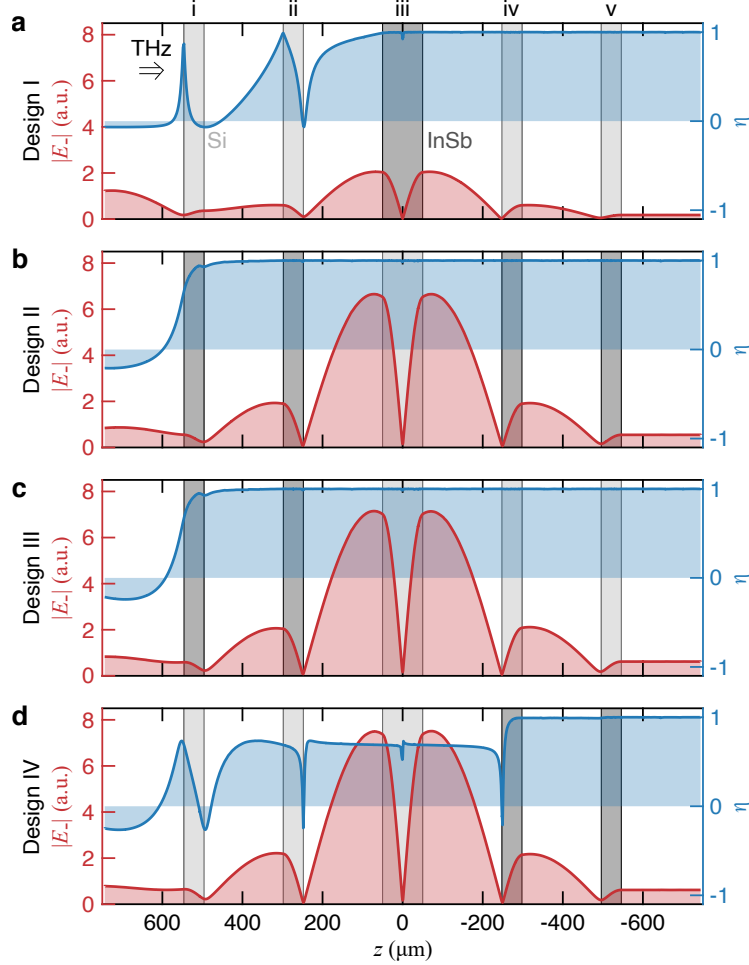 i ii iii iv v
a
THz
⇒
Design I
|E₋| (a.u.)
8
6
4
2
0
Si
InSb
1
0
-1
η
b
Design II
|E₋| (a.u.)
8
6
4
2
0
1
0
-1
η
c
Design III
|E₋| (a.u.)
8
6
4
2
0
1
0
-1
η
d
Design IV
|E₋| (a.u.)
8
6
4
2
0
1
0
-1
η
600 400 200 0 -200 -400 -600
z (μm)